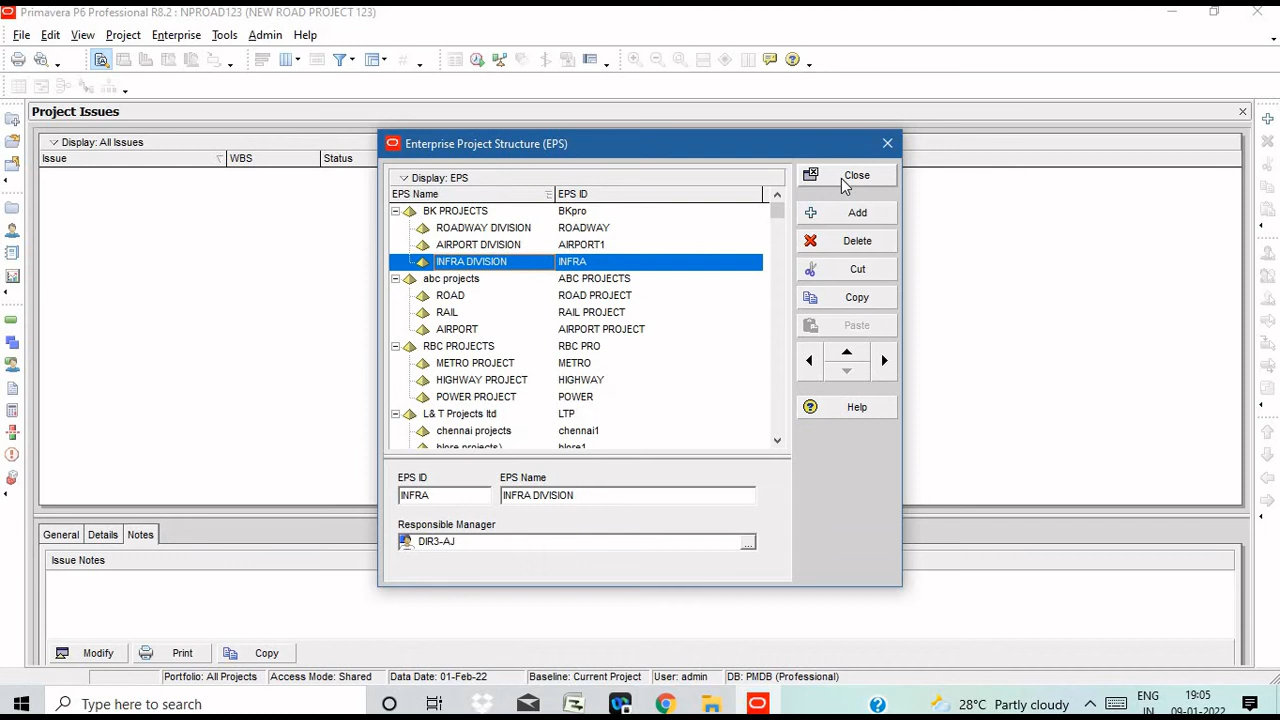 Primavera P6 Professional R8.2 : NPROAD123 (NEW ROAD PROJECT 123)
File Edit View Project Enterprise Tools Admin Help
Project Issues
Display: All Issues
Issue WBS Status
Enterprise Project Structure (EPS)
Display: EPS
EPS Name EPS ID
BK PROJECTS BKpro
ROADWAY DIVISION ROADWAY
AIRPORT DIVISION AIRPORT1
INFRA DIVISION INFRA
abc projects ABC PROJECTS
ROAD ROAD PROJECT
RAIL RAIL PROJECT
AIRPORT AIRPORT PROJECT
RBC PROJECTS RBC PRO
METRO PROJECT METRO
HIGHWAY PROJECT HIGHWAY
POWER PROJECT POWER
L& T Projects ltd LTP
chennai projects chennai1
blore projects) blore1
Close
Add
Delete
Cut
Copy
Paste
Help
EPS ID EPS Name
INFRA INFRA DIVISION
Responsible Manager
DIR3-AJ
...
General Details Notes
Issue Notes
Modify Print Copy
Portfolio: All Projects Access Mode: Shared Data Date: 01-Feb-22 Baseline: Current Project User: admin DB: PMDB (Professional)
Type here to search
28°C Partly cloudy
ENG
IN
19:05
09-01-2022